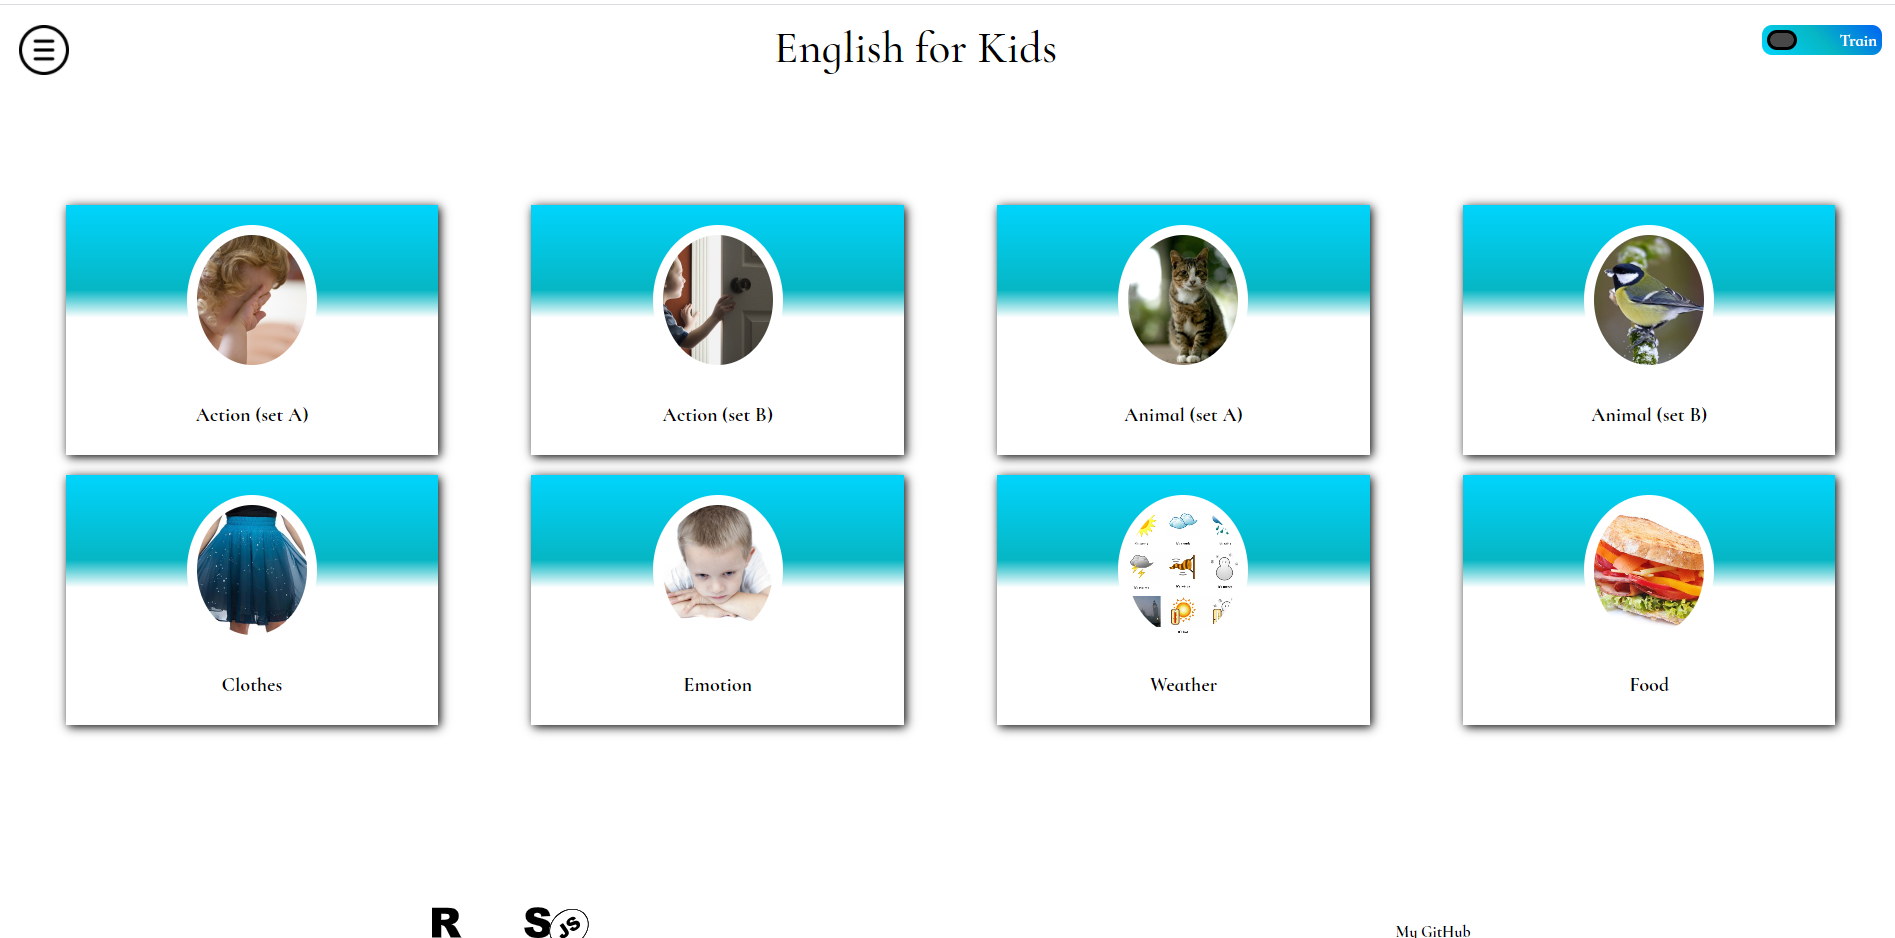 English for Kids
Train
Action (set A)
Action (set B)
Animal (set A)
Animal (set B)
Clothes
Emotion
Weather
Food
R S JS
My GitHub